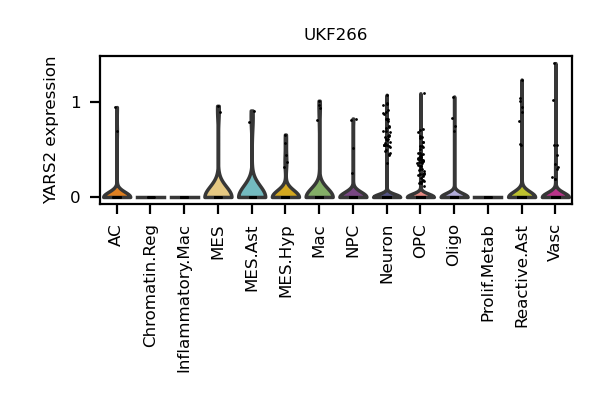 UKF266
YARS2 expression
1
0
AC
Chromatin.Reg
Inflammatory.Mac
MES
MES.Ast
MES.Hyp
Mac
NPC
Neuron
OPC
Oligo
Prolif.Metab
Reactive.Ast
Vasc